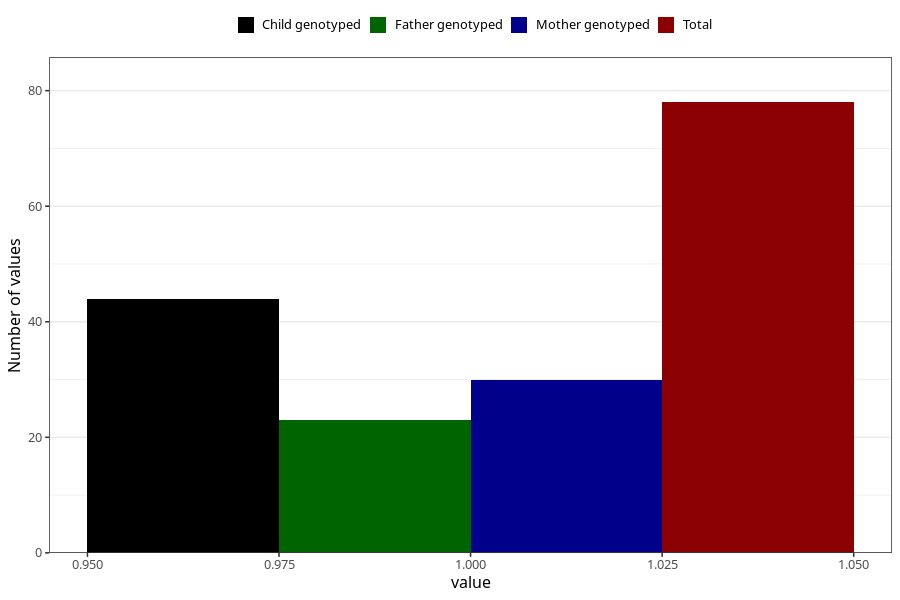 Child genotyped Father genotyped Mother genotyped Total
80
60
40
20
0
Number of values
0.950 0.975 1.000 1.025 1.050
value